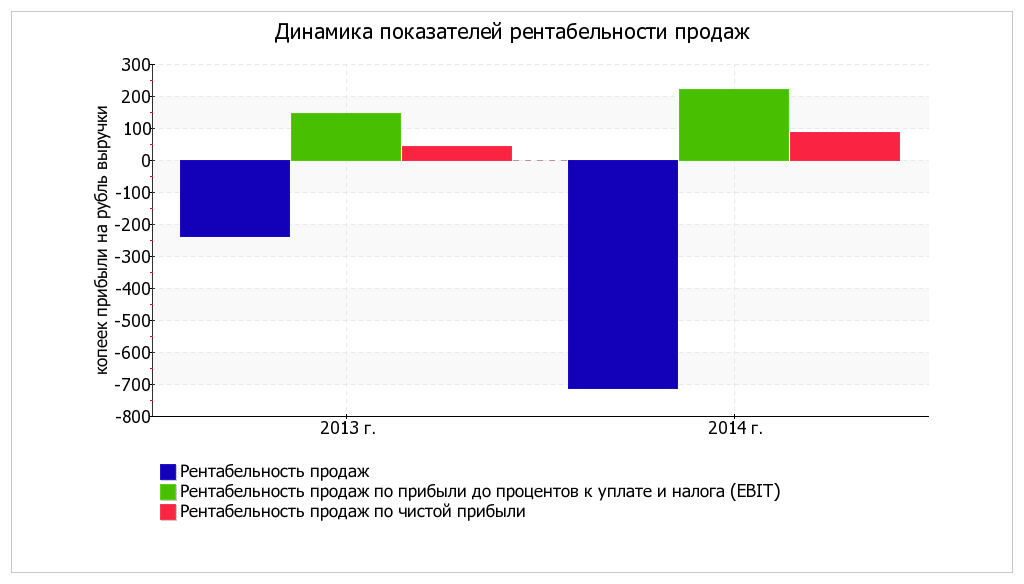 Динамика показателей рентабельности продаж
копеек прибыли на рубль выручки
300
200
100
0
-100
-200
-300
-400
-500
-600
-700
-800
2013 г.
2014 г.
Рентабельность продаж
Рентабельность продаж по прибыли до процентов к уплате и налога (EBIT)
Рентабельность продаж по чистой прибыли